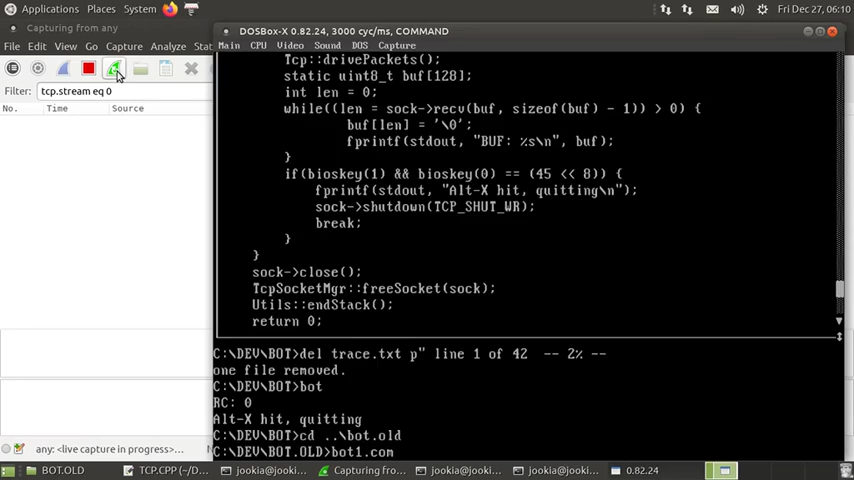 Applications Places System Fri Dec 27, 06:10
Capturing from any
DOSBox-X 0.82.24, 3000 cyc/ms, COMMAND
File Edit View Go Capture Analyze Stat
Main CPU Video Sound DOS Capture
Filter: tcp.stream eq 0
No. Time Source
Tcp::drivePackets();
static uint8_t buf[128];
int len = 0;
while((len = sock->recv(buf, sizeof(buf) - 1)) > 0) {
buf[len] = '\0';
fprintf(stdout, "BUF: %s\n", buf);
}
if(bioskey(1) && bioskey(0) == (45 << 8)) {
fprintf(stdout, "Alt-X hit, quitting\n");
sock->shutdown(TCP_SHUT_WR);
break;
}
}
sock->close();
TcpSocketMgr::freeSocket(sock);
Utils::endStack();
return 0;
C:\DEV\BOT>del trace.txt p" line 1 of 42 -- 2% --
one file removed.
C:\DEV\BOT>bot
RC: 0
Alt-X hit, quitting
C:\DEV\BOT>cd ..\bot.old
C:\DEV\BOT.OLD>bot1.com
any: <live capture in progress>...
BOT.OLD TCP.CPP (~/D... jookia@jooki... Capturing fro... jookia@jooki... jookia@jooki... 0.82.24